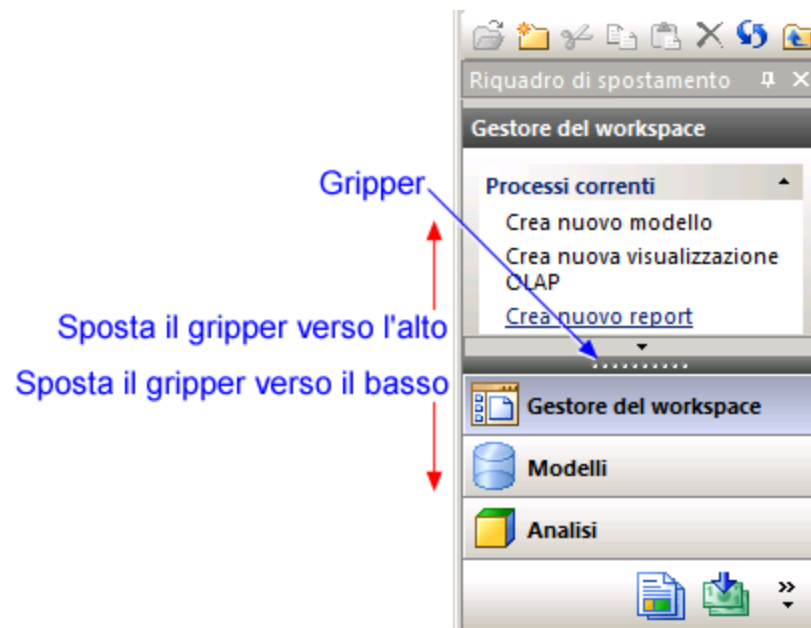 Riquadro di spostamento
Gestore del workspace
Gripper
Processi correnti
Crea nuovo modello
Crea nuova visualizzazione
OLAP
Crea nuovo report
Sposta il gripper verso l'alto
Sposta il gripper verso il basso
Gestore del workspace
Modelli
Analisi